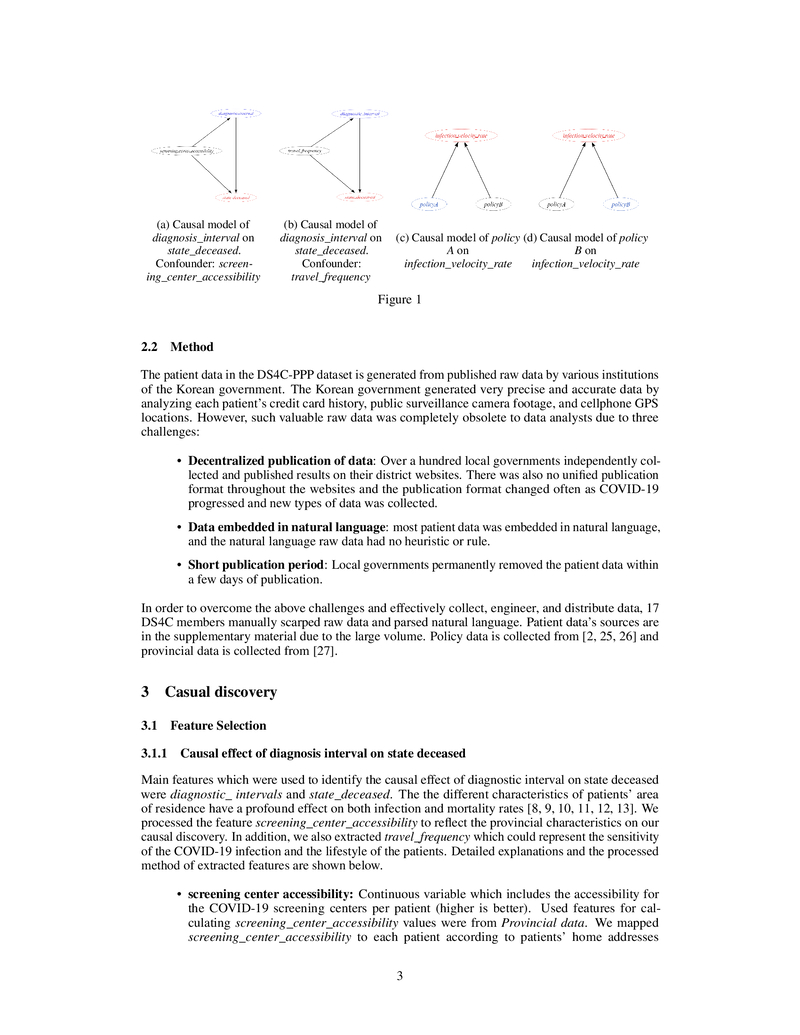 diagnostic interval
diagnostic interval
infection_velocity_rate
infection_velocity_rate
screening_center_accessibility
travel_frequency
state deceased
state deceased
policyA
policyB
policyA
policyB
(a) Causal model of
diagnosis_interval on
state_deceased.
Confounder: screen-
ing_center_accessibility
(b) Causal model of
diagnosis_interval on
state_deceased.
Confounder:
travel_frequency
(c) Causal model of policy
A on
infection_velocity_rate
(d) Causal model of policy
B on
infection_velocity_rate
Figure 1
2.2 Method
The patient data in the DS4C-PPP dataset is generated from published raw data by various institutions
of the Korean government. The Korean government generated very precise and accurate data by
analyzing each patient's credit card history, public surveillance camera footage, and cellphone GPS
locations. However, such valuable raw data was completely obsolete to data analysts due to three
challenges:
• Decentralized publication of data: Over a hundred local governments independently col-
lected and published results on their district websites. There was also no unified publication
format throughout the websites and the publication format changed often as COVID-19
progressed and new types of data was collected.
• Data embedded in natural language: most patient data was embedded in natural language,
and the natural language raw data had no heuristic or rule.
• Short publication period: Local governments permanently removed the patient data within
a few days of publication.
In order to overcome the above challenges and effectively collect, engineer, and distribute data, 17
DS4C members manually scarped raw data and parsed natural language. Patient data's sources are
in the supplementary material due to the large volume. Policy data is collected from [2, 25, 26] and
provincial data is collected from [27].
3 Casual discovery
3.1 Feature Selection
3.1.1 Causal effect of diagnosis interval on state deceased
Main features which were used to identify the causal effect of diagnostic interval on state deceased
were diagnostic_ intervals and state_deceased. The the different characteristics of patients' area
of residence have a profound effect on both infection and mortality rates [8, 9, 10, 11, 12, 13]. We
processed the feature screening_center_accessibility to reflect the provincial characteristics on our
causal discovery. In addition, we also extracted travel_frequency which could represent the sensitivity
of the COVID-19 infection and the lifestyle of the patients. Detailed explanations and the processed
method of extracted features are shown below.
• screening center accessibility: Continuous variable which includes the accessibility for
the COVID-19 screening centers per patient (higher is better). Used features for cal-
culating screening_center_accessibility values were from Provincial data. We mapped
screening_center_accessibility to each patient according to patients' home addresses
3